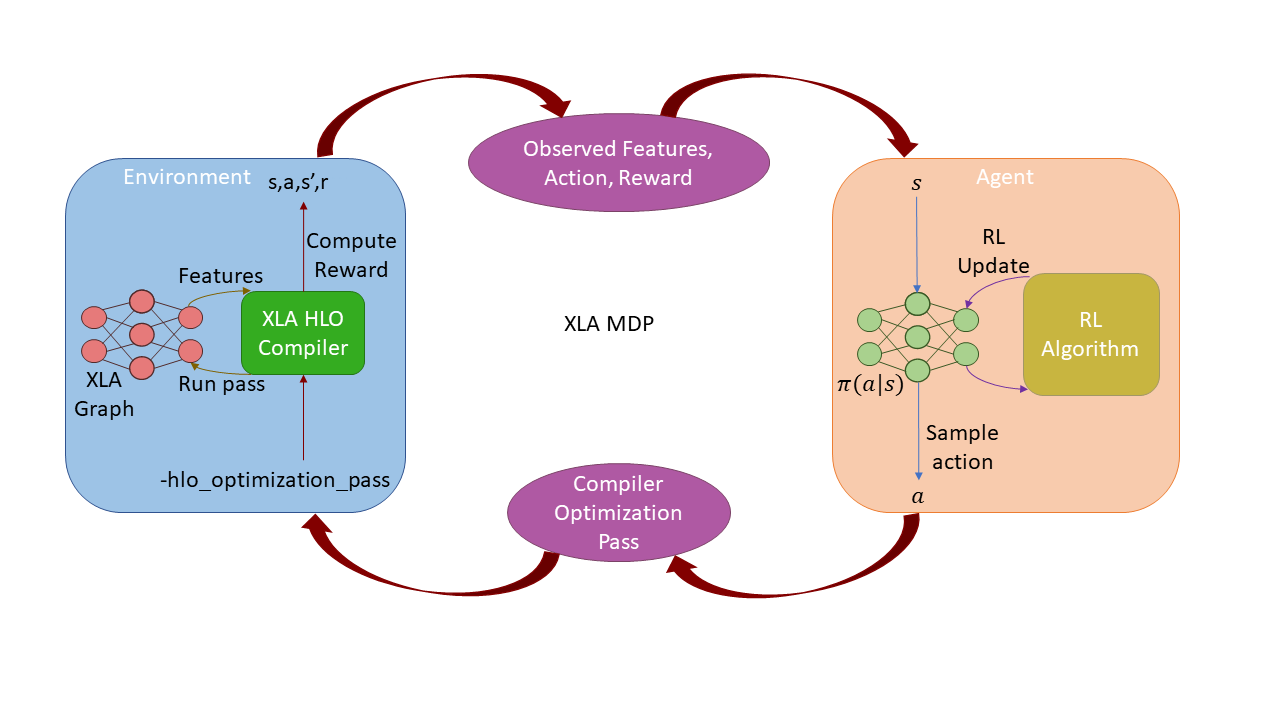 Observed Features,
Action, Reward
Environment
s,a,s’,r
Compute
Reward
Features
XLA HLO
Compiler
Run pass
XLA
Graph
-hlo_optimization_pass
XLA MDP
Agent
s
RL
Update
RL
Algorithm
π(a|s)
Sample
action
a
Compiler
Optimization
Pass